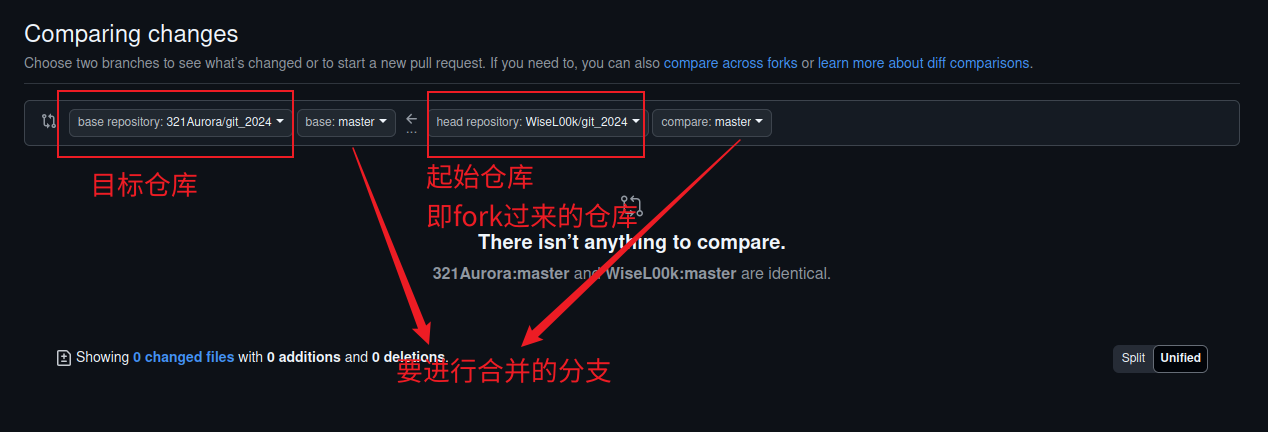 Comparing changes
Choose two branches to see what's changed or to start a new pull request. If you need to, you can also compare across forks or learn more about diff comparisons.
base repository: 321Aurora/git_2024 base: master head repository: WiseL00k/git_2024 compare: master
目标仓库
起始仓库
即fork过来的仓库
There isn't anything to compare.
321Aurora:master and WiseL00k:master are identical.
Showing 0 changed files with 0 additions and 0 deletions.
Split Unified
要进行合并的分支